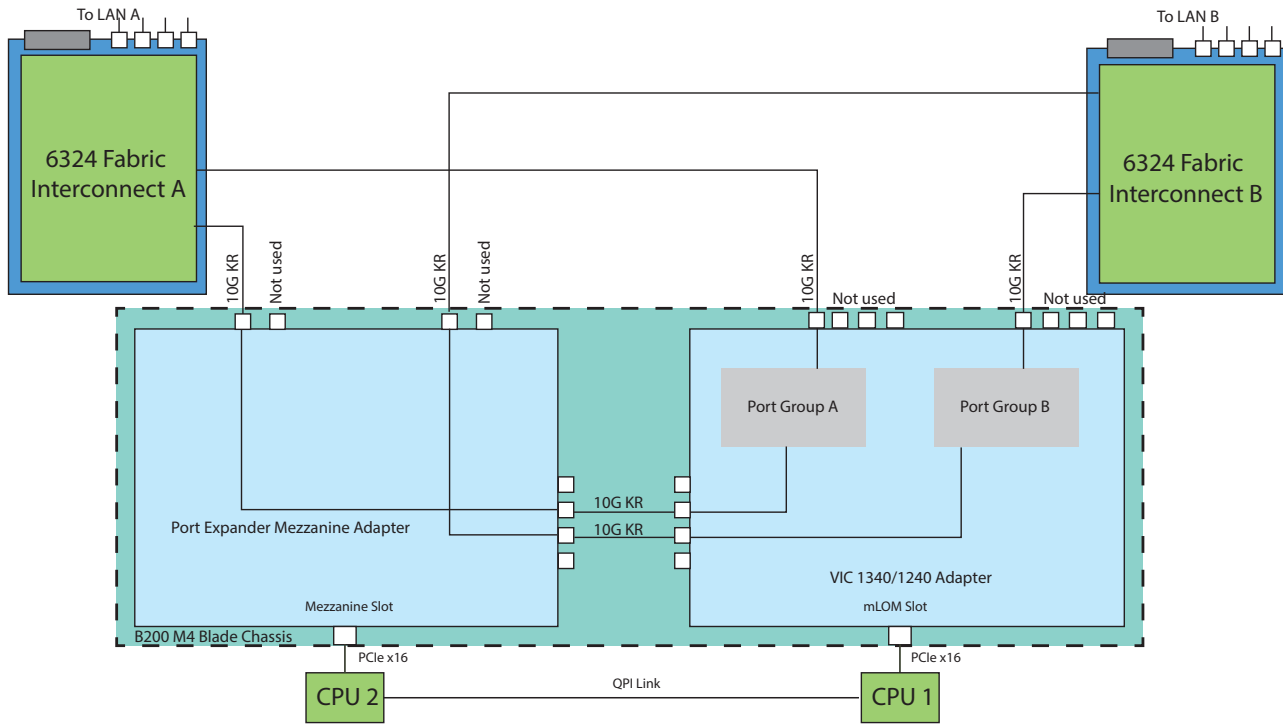 To LAN A
To LAN B
6324 Fabric
Interconnect A
6324 Fabric
Interconnect B
10G KR
Not used
10G KR
Not used
10G KR
Not used
10G KR
Not used
Port Group A
Port Group B
10G KR
10G KR
Port Expander Mezzanine Adapter
VIC 1340/1240 Adapter
Mezzanine Slot
mLOM Slot
B200 M4 Blade Chassis
PCIe x16
PCIe x16
CPU 2
QPI Link
CPU 1